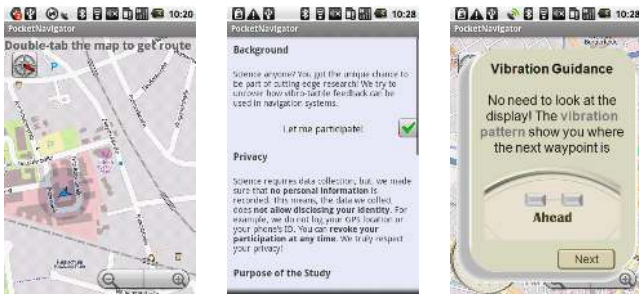 10:20
PocketNavigator
Double-tab the map to get route
P
P
10:28
PocketNavigator
Background
Science anyone? You got the unique chance to
be part of cutting edge research! We try to
uncover how vibro-tactile feedback can be
used in navigation systems.
Let me participate!
Privacy
Science requires data collection, but, we made
sure that no personal information is
recorded. This means, the data we collect
does not allow disclosing your identity. For
example, we do not log your GPS location or
your phone's ID. You can revoke your
participation at any time. We truly respect
your privacy!
Purpose of the Study
PocketNavigator
Vibration Guidance
No need to look at the
display! The vibration
pattern show you where
the next waypoint is
Ahead
Next